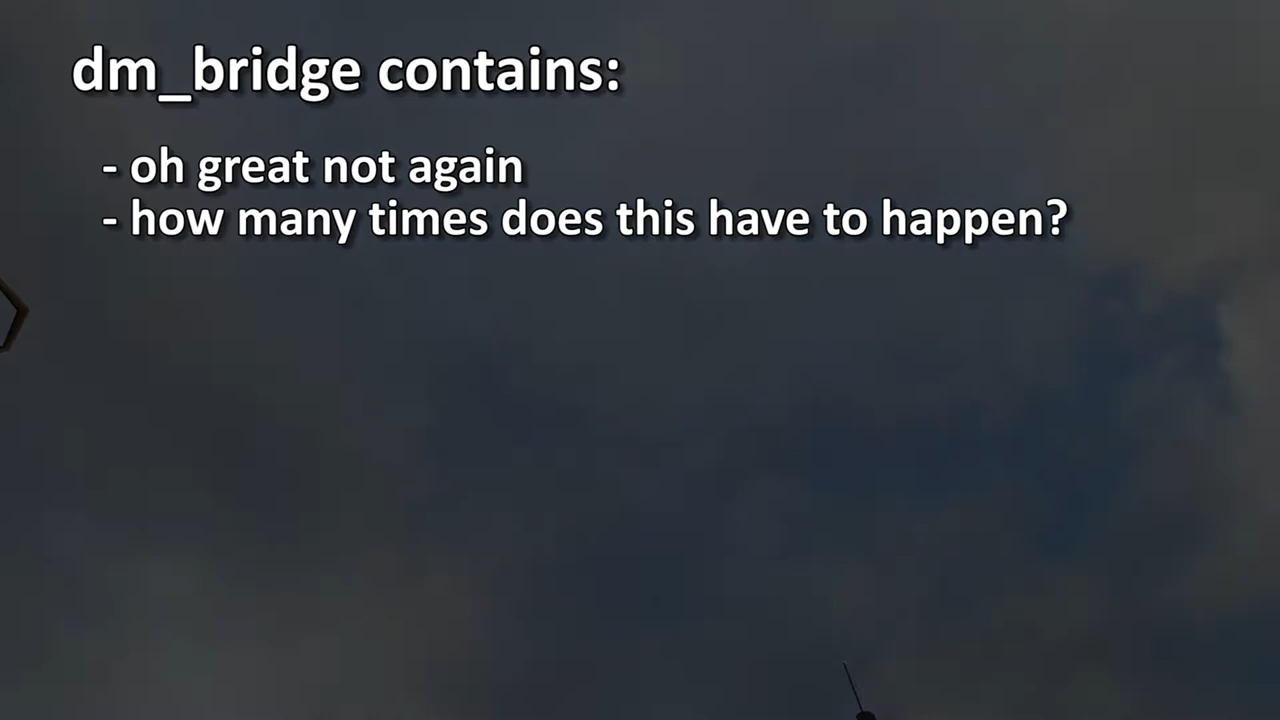 dm_bridge contains:
- oh great not again
- how many times does this have to happen?